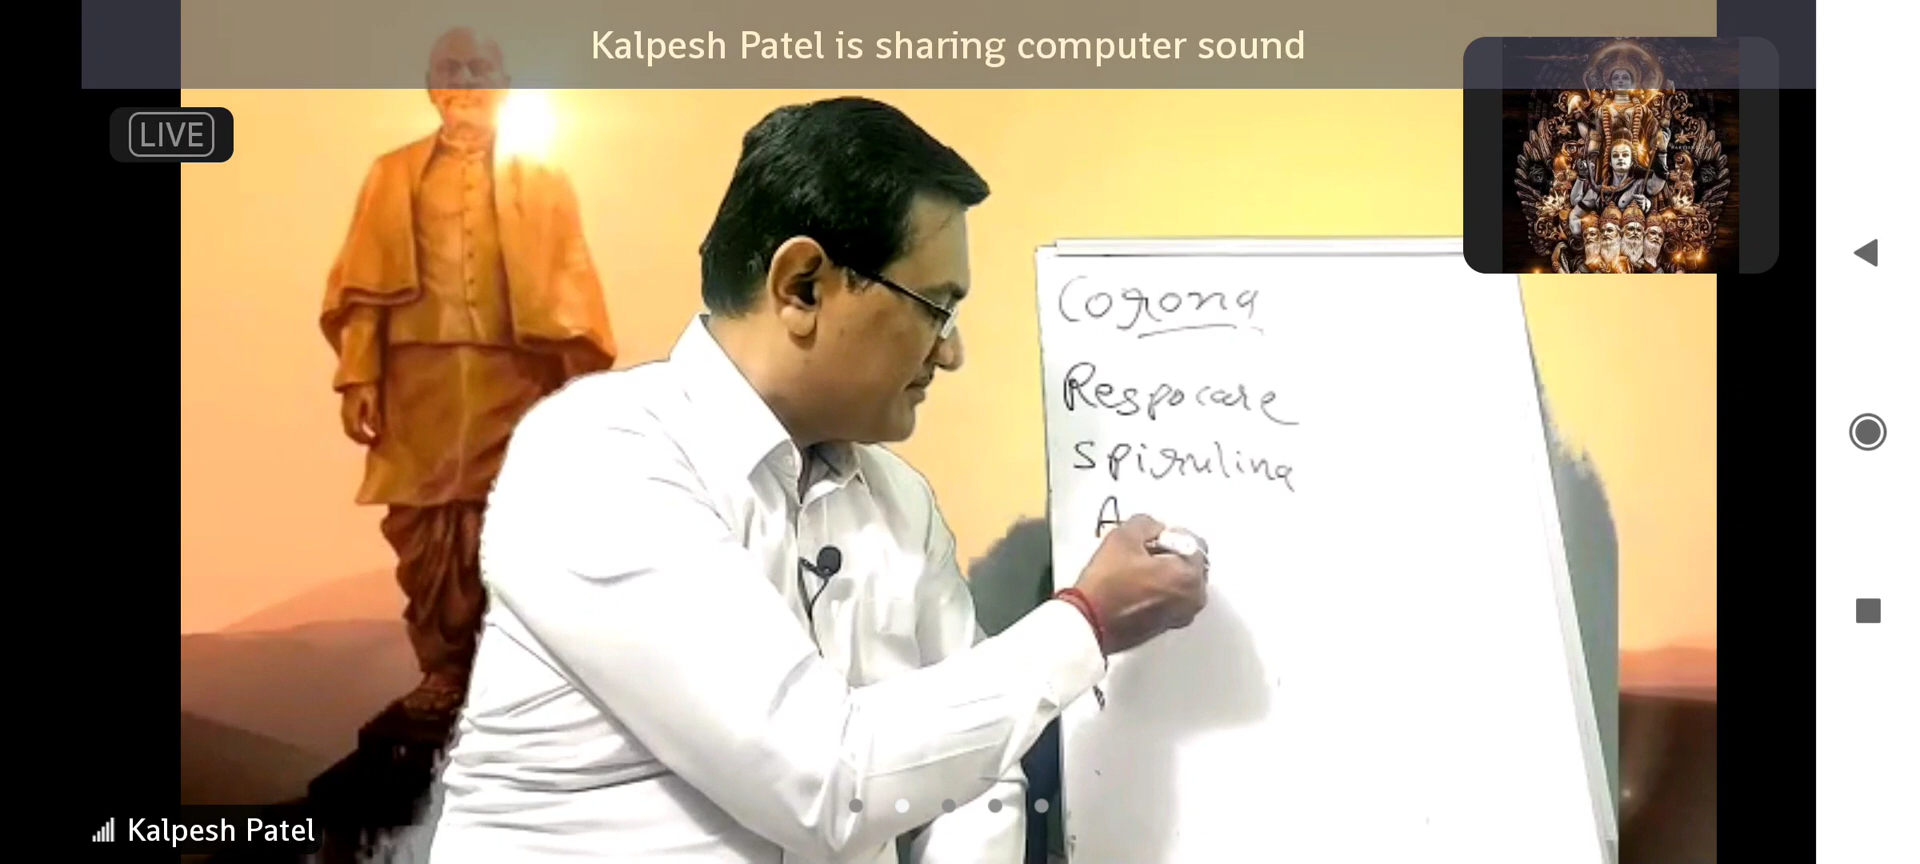 Kalpesh Patel is sharing computer sound
LIVE
Corona
Respocare
Spirulina
A
Kalpesh Patel